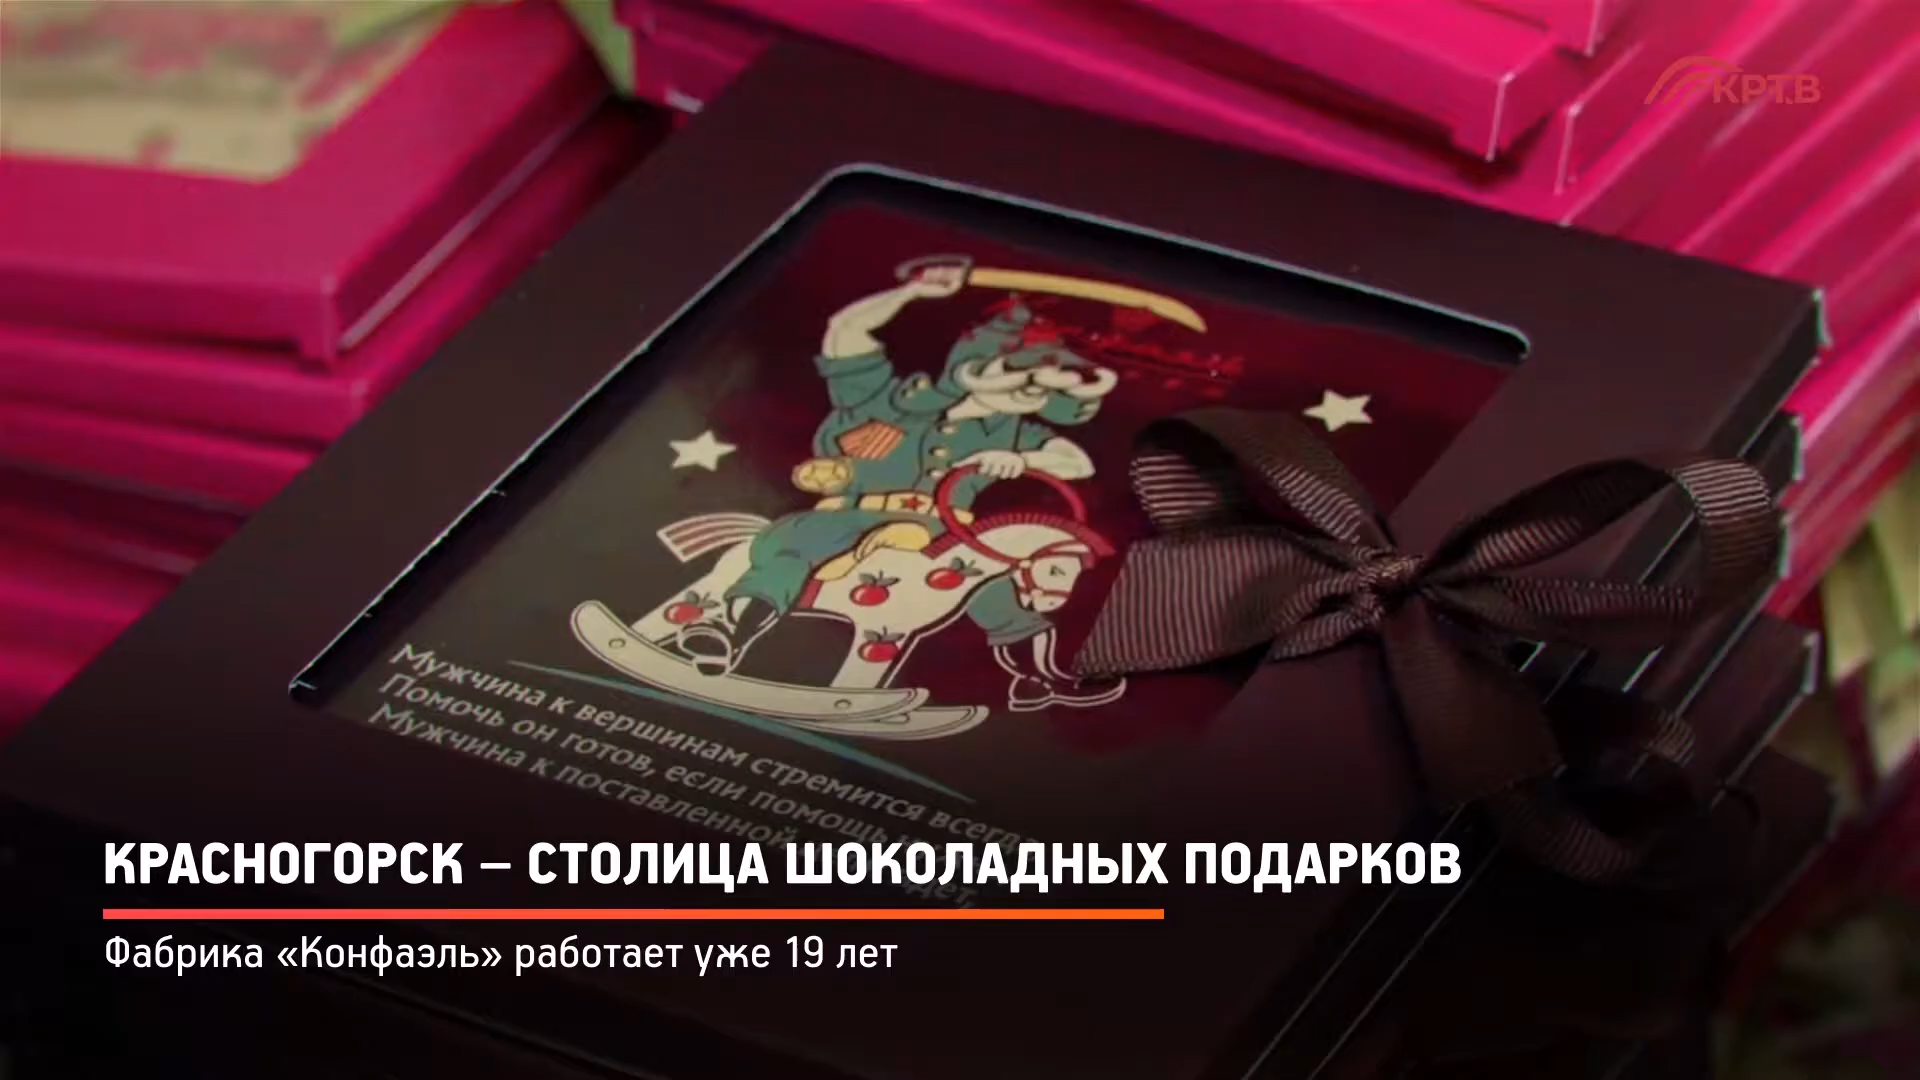 КРТВ
Мужчина к вершинам стремится всегда
Помочь он готов, если помощь
Мужчина к поставленной
КРАСНОГОРСК – СТОЛИЦА ШОКОЛАДНЫХ ПОДАРКОВ
Фабрика «Конфаэль» работает уже 19 лет